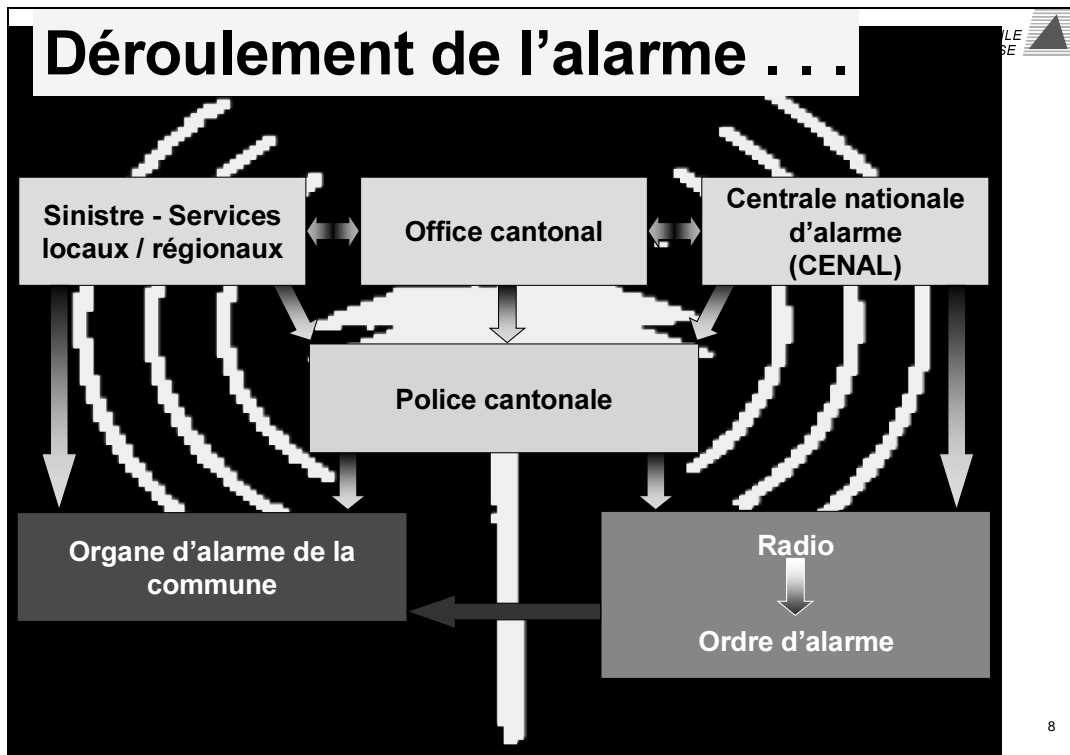 Déroulement de l’alarme . . .
Sinistre - Services
locaux / régionaux
Office cantonal
Centrale nationale
d’alarme
(CENAL)
Police cantonale
Organe d’alarme de la
commune
Radio
Ordre d’alarme
8